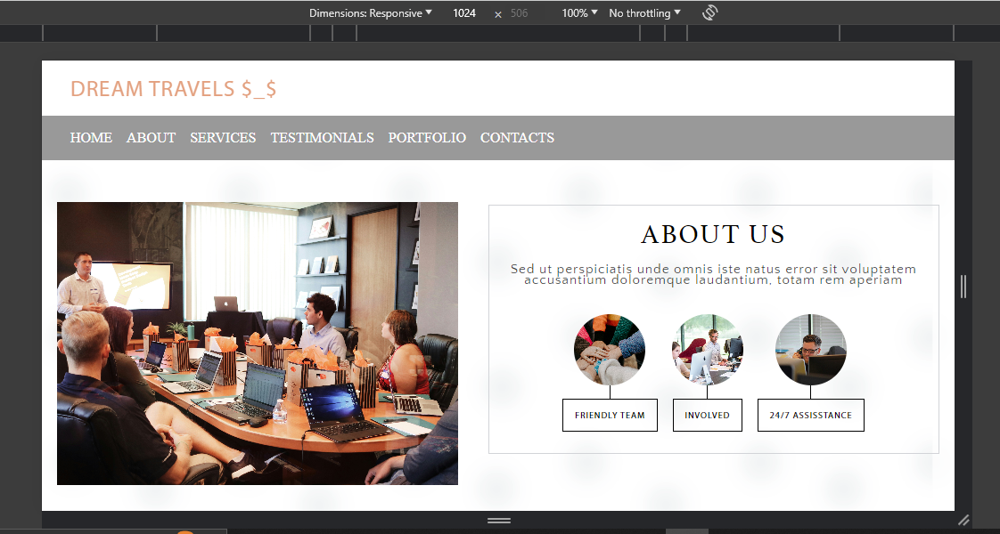 Dimensions: Responsive 1024 × 506 100% No throttling
DREAM TRAVELS $_$
HOME ABOUT SERVICES TESTIMONIALS PORTFOLIO CONTACTS
ABOUT US
Sed ut perspiciatis unde omnis iste natus error sit voluptatem
accusantium doloremque laudantium, totam rem aperiam
FRIENDLY TEAM INVOLVED 24/7 ASSISSTANCE